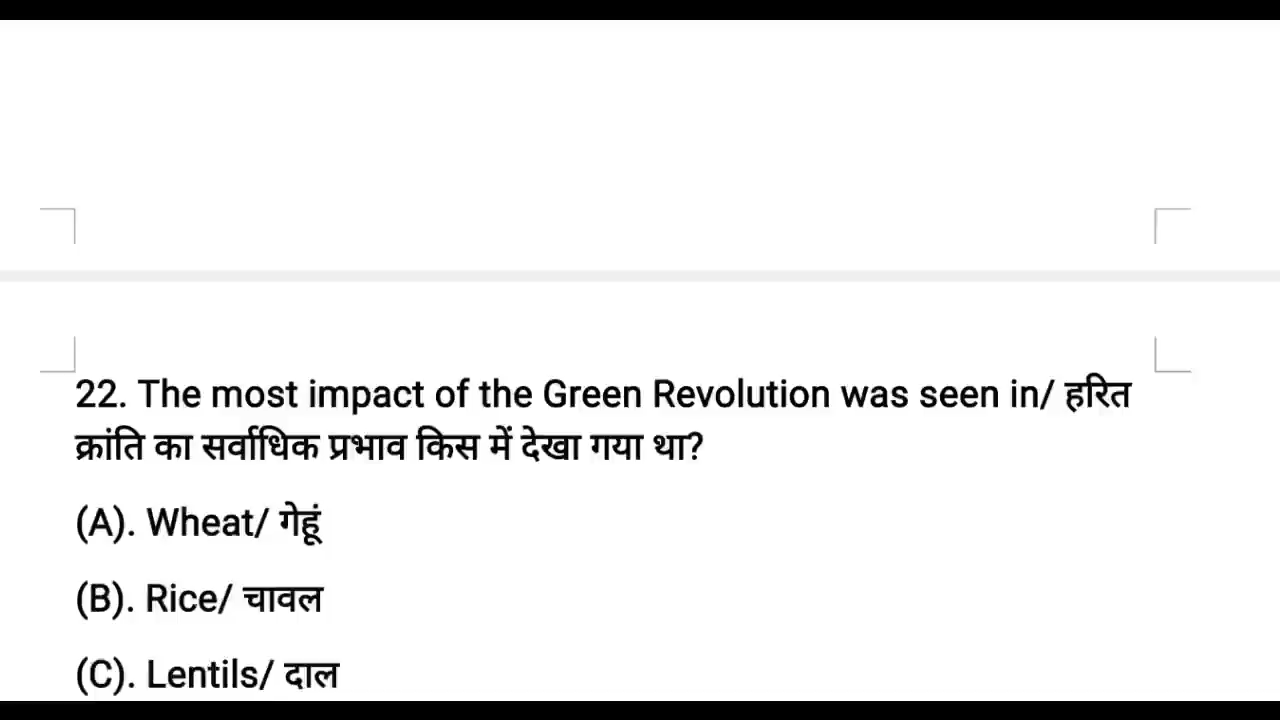 22. The most impact of the Green Revolution was seen in/ हरित
क्रांति का सर्वाधिक प्रभाव किस में देखा गया था?
(A). Wheat/ गेहूं
(B). Rice/ चावल
(C). Lentils/ दाल